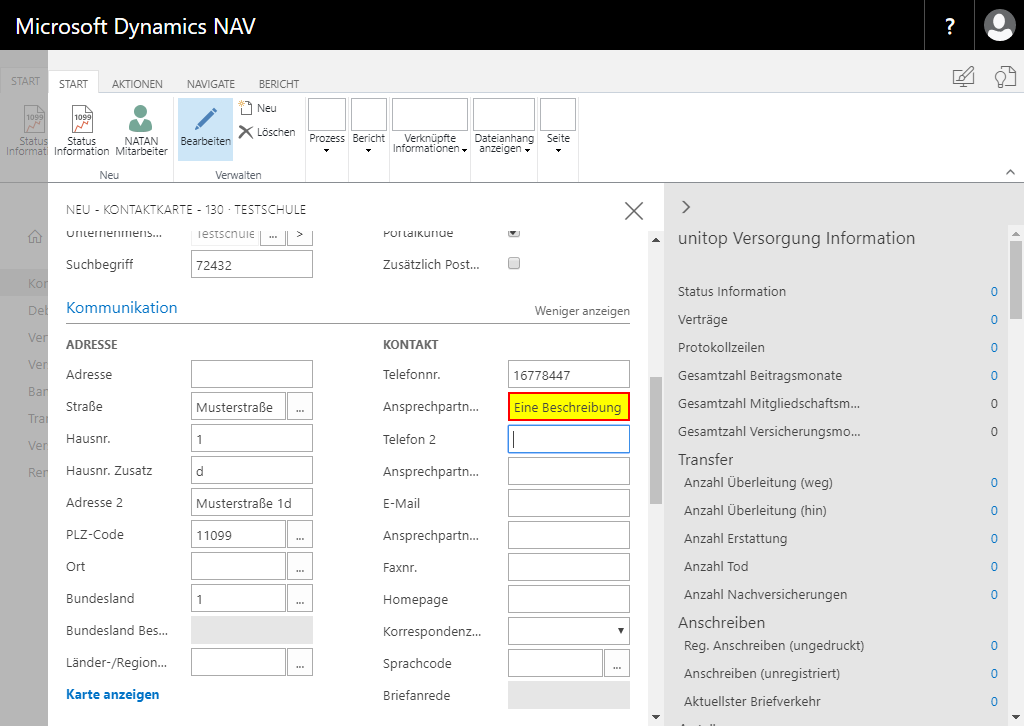 Microsoft Dynamics NAV
?
START
START
AKTIONEN
NAVIGATE
BERICHT
1099
Status
Informat
1099
Status
Information
NATAN
Mitarbeiter
Neu
Bearbeiten
Neu
Löschen
Verwalten
Prozess
Bericht
Verknüpfte
Informationen
Dateianhang
anzeigen
Seite
NEU - KONTAKTKARTE - 130 · TESTSCHULE
Unternehmens...
Testschule
...
>
Portalkunde
Suchbegriff
72432
Zusätzlich Post...
Kommunikation
Weniger anzeigen
ADRESSE
Adresse
Straße
Musterstraße
...
Hausnr.
1
Hausnr. Zusatz
d
Adresse 2
Musterstraße 1d
PLZ-Code
11099
...
Ort
...
Bundesland
1
...
Bundesland Bes...
Länder-/Region...
...
Karte anzeigen
KONTAKT
Telefonnr.
16778447
Ansprechpartn...
Eine Beschreibung
Telefon 2
Ansprechpartn...
E-Mail
Ansprechpartn...
Faxnr.
Homepage
Korrespondenz...
Sprachcode
...
Briefanrede
unitop Versorgung Information
Status Information 0
Verträge 0
Protokollzeilen 0
Gesamtzahl Beitragsmonate 0
Gesamtzahl Mitgliedschaftsm... 0
Gesamtzahl Versicherungsmo... 0
Transfer
Anzahl Überleitung (weg) 0
Anzahl Überleitung (hin) 0
Anzahl Erstattung 0
Anzahl Tod 0
Anzahl Nachversicherungen 0
Anschreiben
Reg. Anschreiben (ungedruckt) 0
Anschreiben (unregistriert) 0
Aktuellster Briefverkehr 0
Kon
Deb
Ver
Ver
Ban
Tra
Ver
Ren